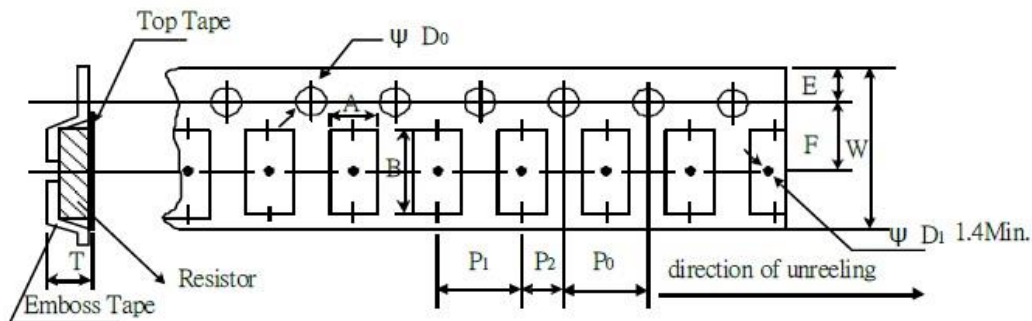 Top Tape
Ψ D0
A
E
F
W
B
Ψ D1 1.4Min.
T
Resistor
P1
P2
P0
direction of unreeling
Emboss Tape